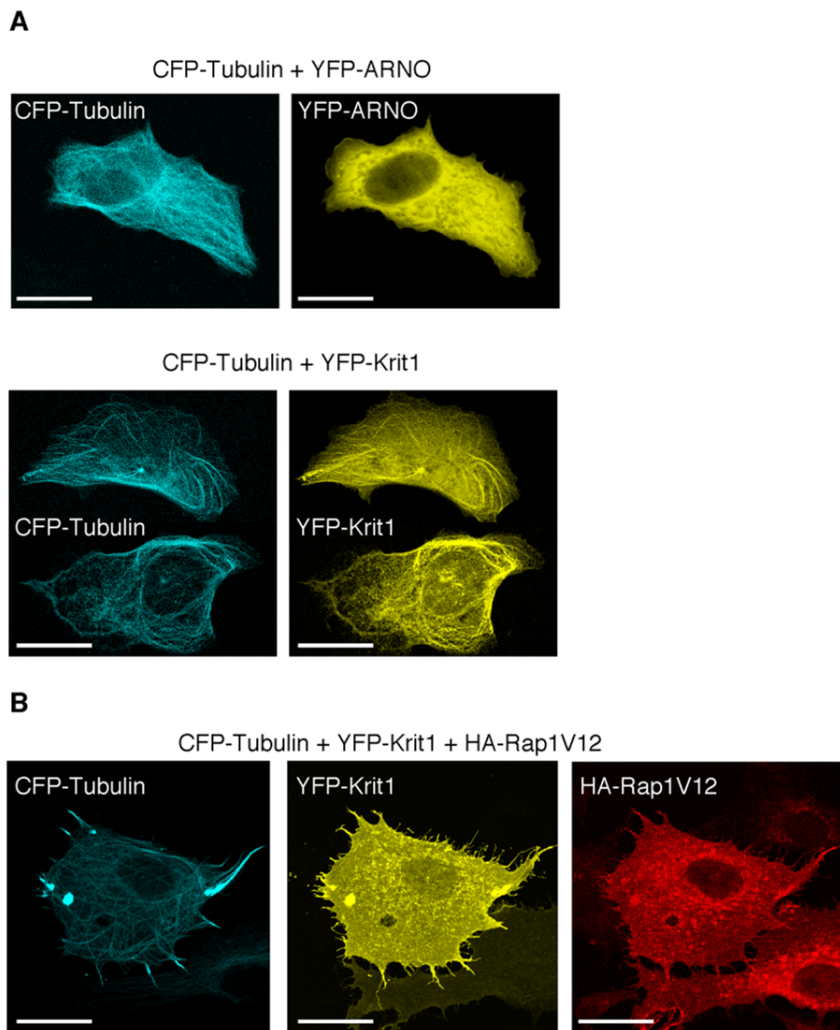 A
CFP-Tubulin + YFP-ARNO
CFP-Tubulin
YFP-ARNO
CFP-Tubulin + YFP-Krit1
CFP-Tubulin
YFP-Krit1
B
CFP-Tubulin + YFP-Krit1 + HA-Rap1V12
CFP-Tubulin
YFP-Krit1
HA-Rap1V12